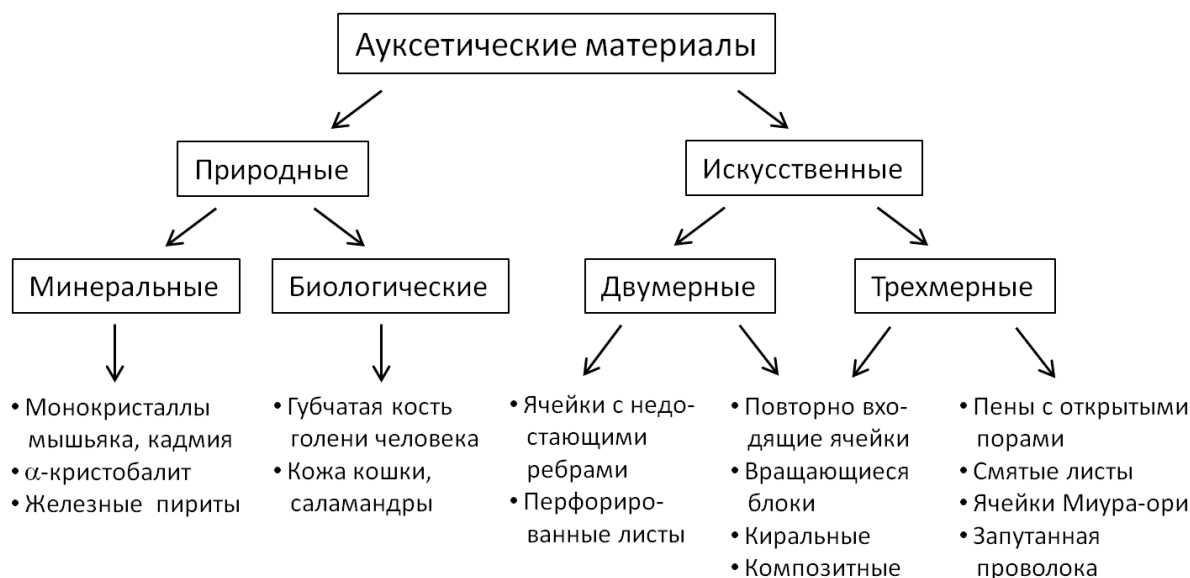 Ауксетические материалы
Природные
Искусственные
Минеральные
Биологические
Двумерные
Трехмерные
• Монокристаллы
мышьяка, кадмия
• α-кристобалит
• Железные пириты
• Губчатая кость
голени человека
• Кожа кошки,
саламандры
• Ячейки с недо-
стающими
ребрами
• Перфориро-
ванные листы
• Повторно вхо-
дящие ячейки
• Вращающиеся
блоки
• Киральные
• Композитные
• Пены с открытыми
порами
• Смятые листы
• Ячейки Миура-ори
• Запутанная
проволока